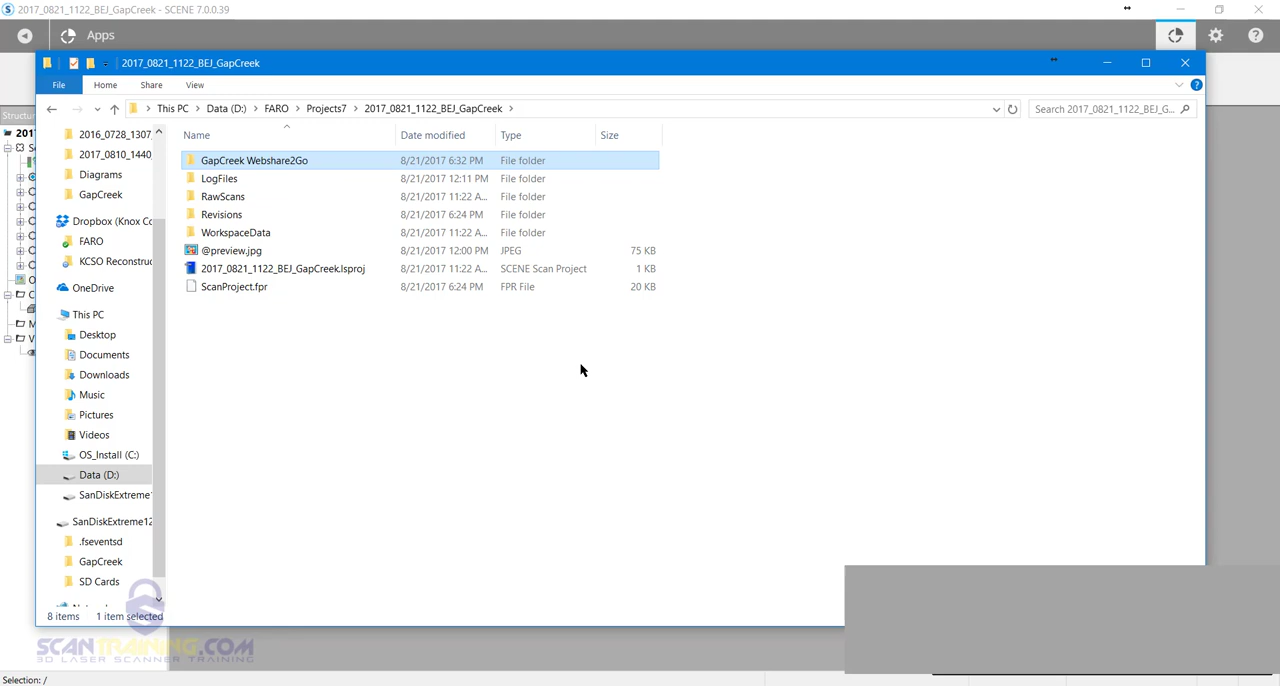 2017_0821_1122_BEJ_GapCreek - SCENE 7.0.0.39
Apps
2017_0821_1122_BEJ_GapCreek
File Home Share View
This PC Data (D:) FARO Projects7 2017_0821_1122_BEJ_GapCreek
Search 2017_0821_1122_BEJ_G...
Structur
2017
Name Date modified Type Size
2016_0728_1307
2017_0810_1440
Diagrams
GapCreek
Dropbox (Knox Co
FARO
KCSO Reconstruc
OneDrive
This PC
Desktop
Documents
Downloads
Music
Pictures
Videos
OS_Install (C:)
Data (D:)
SanDiskExtreme1
SanDiskExtreme12
.fseventsd
GapCreek
SD Cards
GapCreek Webshare2Go 8/21/2017 6:32 PM File folder
LogFiles 8/21/2017 12:11 PM File folder
RawScans 8/21/2017 11:22 A... File folder
Revisions 8/21/2017 6:24 PM File folder
WorkspaceData 8/21/2017 11:22 A... File folder
@preview.jpg 8/21/2017 12:00 PM JPEG 75 KB
2017_0821_1122_BEJ_GapCreek.lsproj 8/21/2017 11:22 A... SCENE Scan Project 1 KB
ScanProject.fpr 8/21/2017 6:24 PM FPR File 20 KB
8 items 1 item selected
SCANTRAINING.COM
3D LASER SCANNER TRAINING
Selection: /